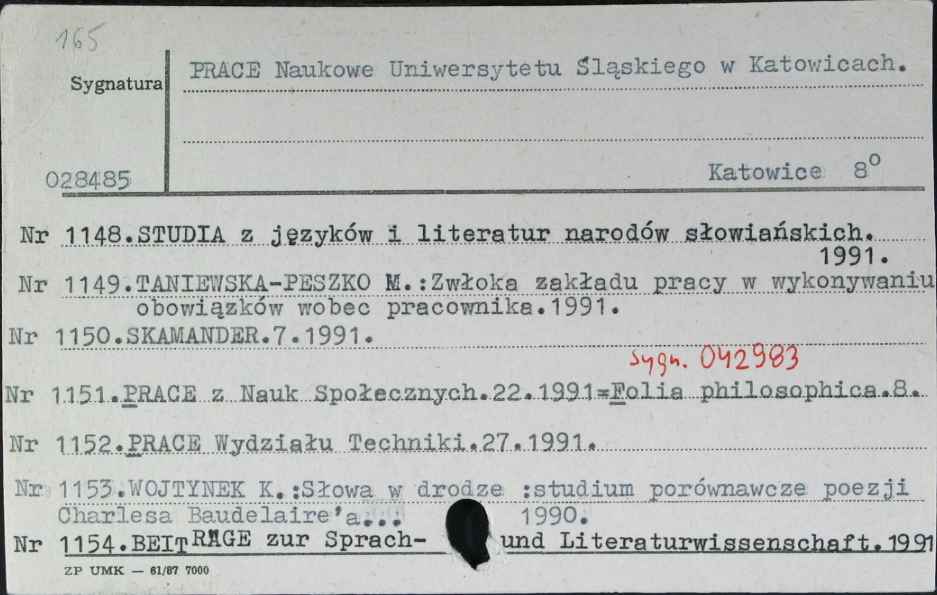 165
PRACE Naukowe Uniwersytetu Śląskiego w Katowicach.
Sygnatura
Katowice 8°
028485
Nr 1148.STUDIA z języków i literatur narodów słowiańskich.
1991.
Nr 1149.TANIEWSKA-PESZKO M.:Zwłoka zakładu pracy w wykonywaniu
obowiązków wobec pracownika.1991.
Nr 1150.SKAMANDER.7.1991.
sygn. 042983
Nr 1151.PRACE z Nauk Społecznych.22.1991=Folia philosophica.8.
Nr 1152.PRACE Wydziału Techniki.27.1991.
Nr 1153.WOJTYNEK K.:Słowa w drodze :studium porównawcze poezji
Charlesa Baudelaire'a... 1990.
Nr 1154.BEITRÄGE zur Sprach- und Literaturwissenschaft.1991
ZP UMK — 61/87 7000